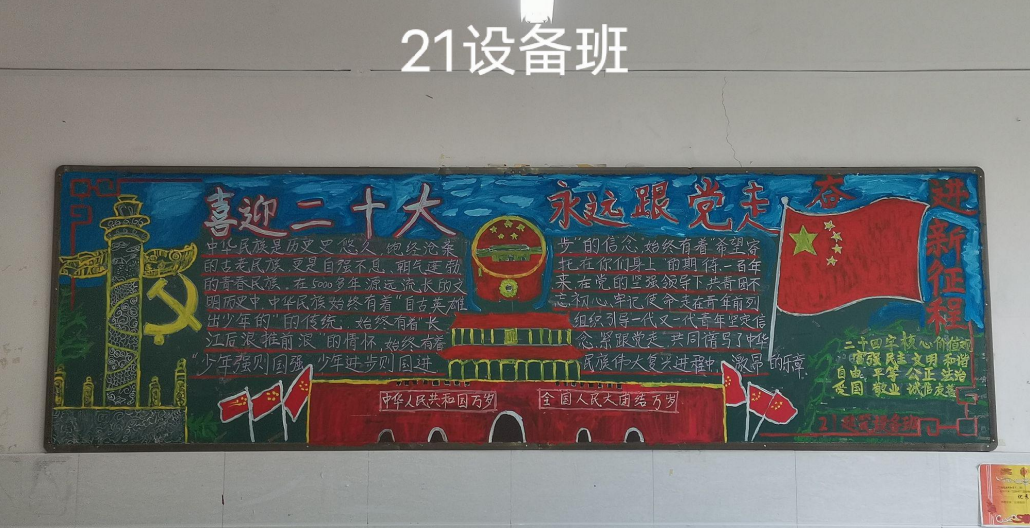 21设备班
喜迎二十大
永远跟党走
奋进新征程
中华民族是历史史悠久、饱经沧桑
的古老民族，更是自强不息、朝气蓬勃
的青春民族。在5000多年源远流长的文
明历史中，中华民族始终有着“自古英雄
出少年”的传统，始终有着“长
江后浪推前浪”的情怀，始终有着
“少年强则国强，少年进步则国进
步”的信念，始终有着“希望寄
托在你们身上”的期待。一百年
来，在党的坚强领导下共青团不
忘初心、牢记使命走在青年前列
组织引导一代又一代青年坚定信
念、紧跟党走、共同谱写了中华
民族伟大复兴进程中，激昂的乐章
中华人民共和国万岁
全国人民大团结万岁
二十四字核心价值观
富强 民主 文明 和谐
自由 平等 公正 法治
爱国 敬业 诚信友善